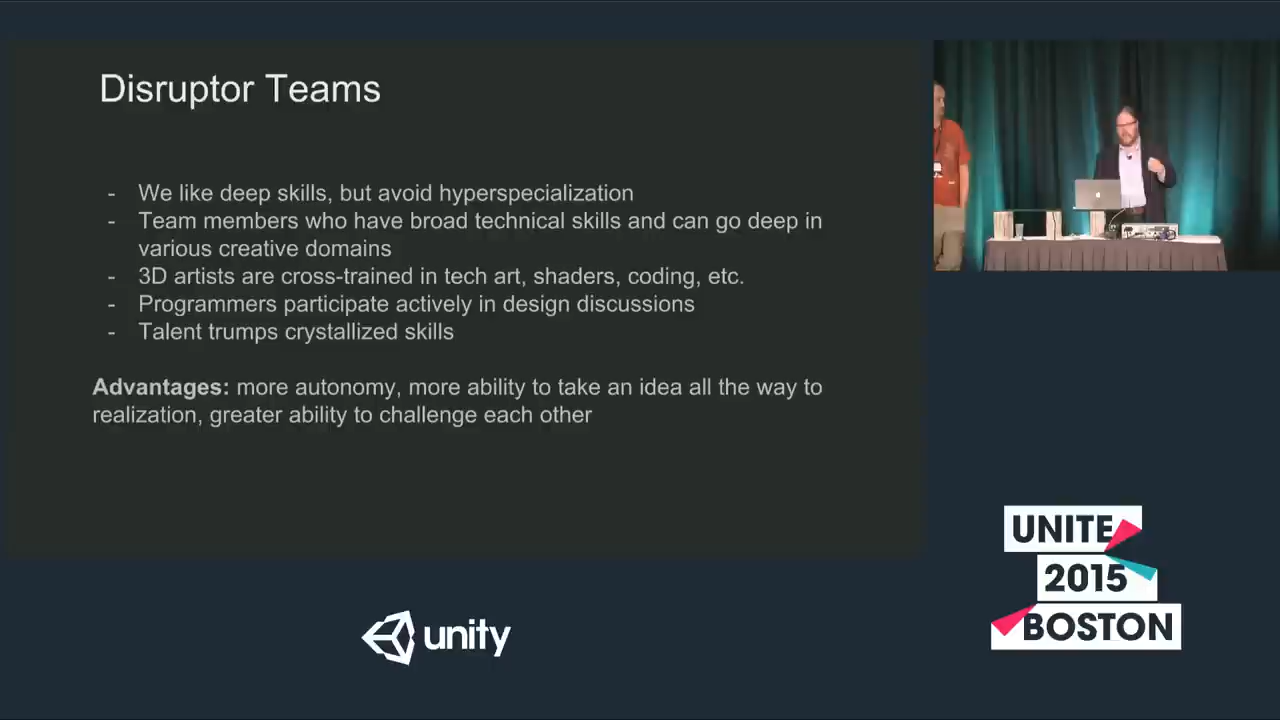 Disruptor Teams
- We like deep skills, but avoid hyperspecialization
- Team members who have broad technical skills and can go deep in
various creative domains
- 3D artists are cross-trained in tech art, shaders, coding, etc.
- Programmers participate actively in design discussions
- Talent trumps crystallized skills
Advantages: more autonomy, more ability to take an idea all the way to
realization, greater ability to challenge each other
UNITE
2015
BOSTON
unity